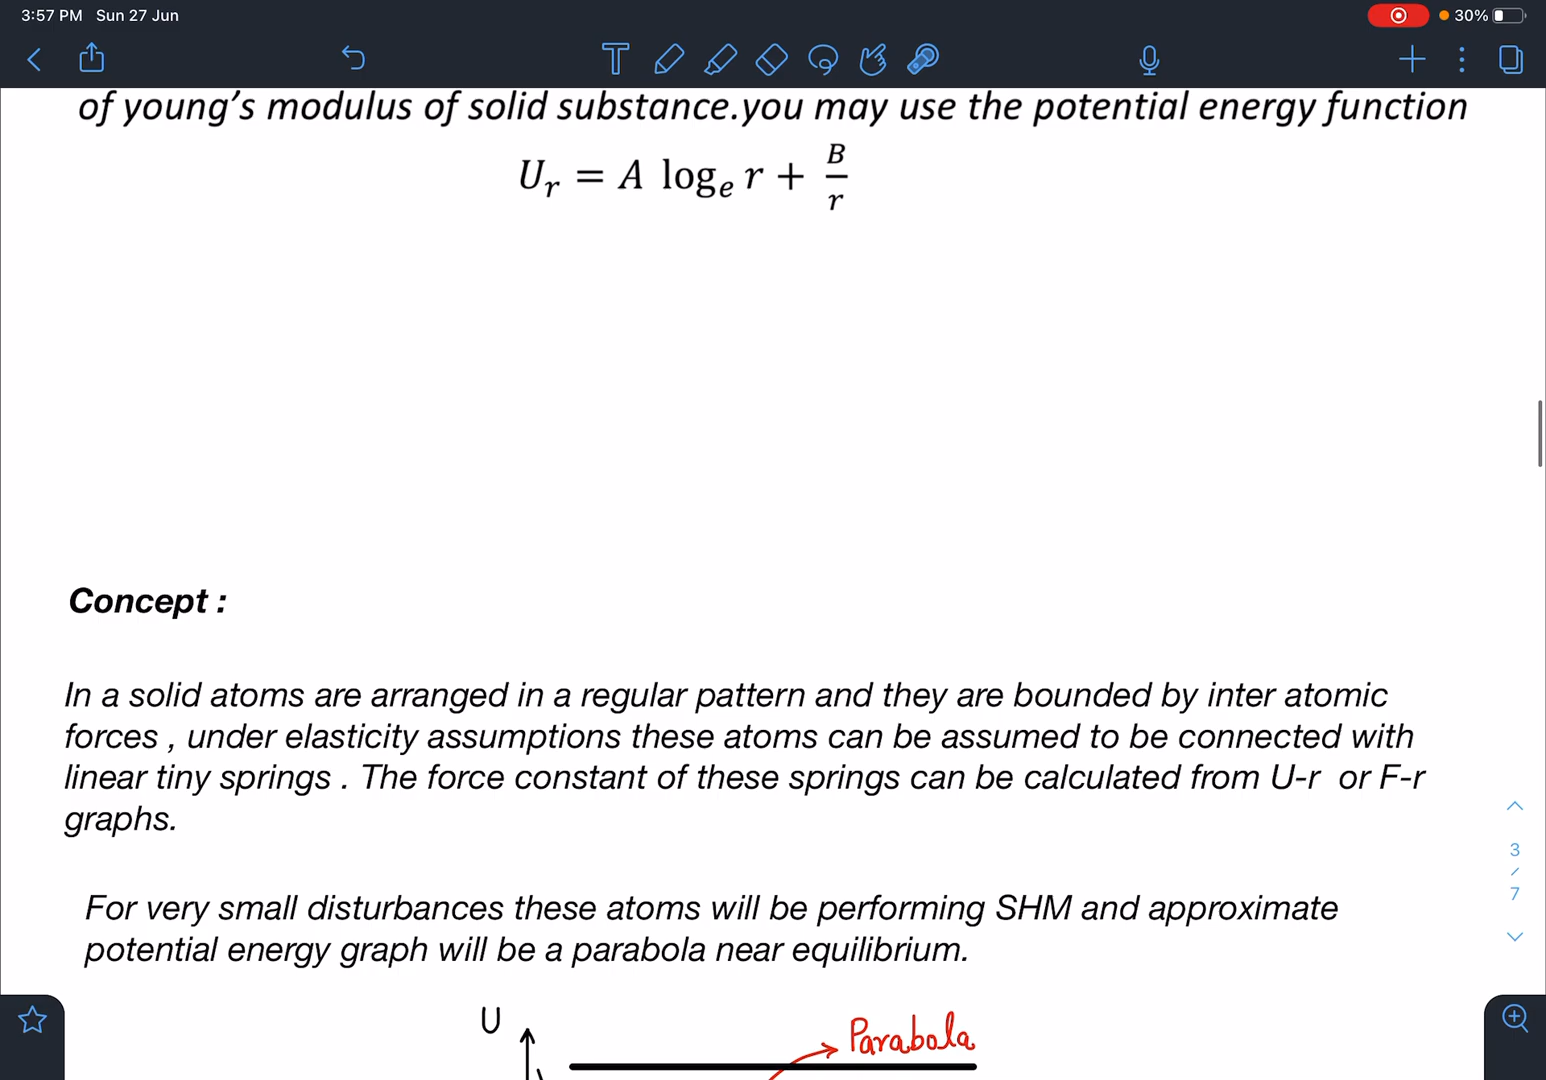 3:57 PM Sun 27 Jun
30%
of young’s modulus of solid substance.you may use the potential energy function
U_r = A log_e r + B/r
Concept :
In a solid atoms are arranged in a regular pattern and they are bounded by inter atomic
forces , under elasticity assumptions these atoms can be assumed to be connected with
linear tiny springs . The force constant of these springs can be calculated from U-r or F-r
graphs.
3
/
7
For very small disturbances these atoms will be performing SHM and approximate
potential energy graph will be a parabola near equilibrium.
U
Parabola